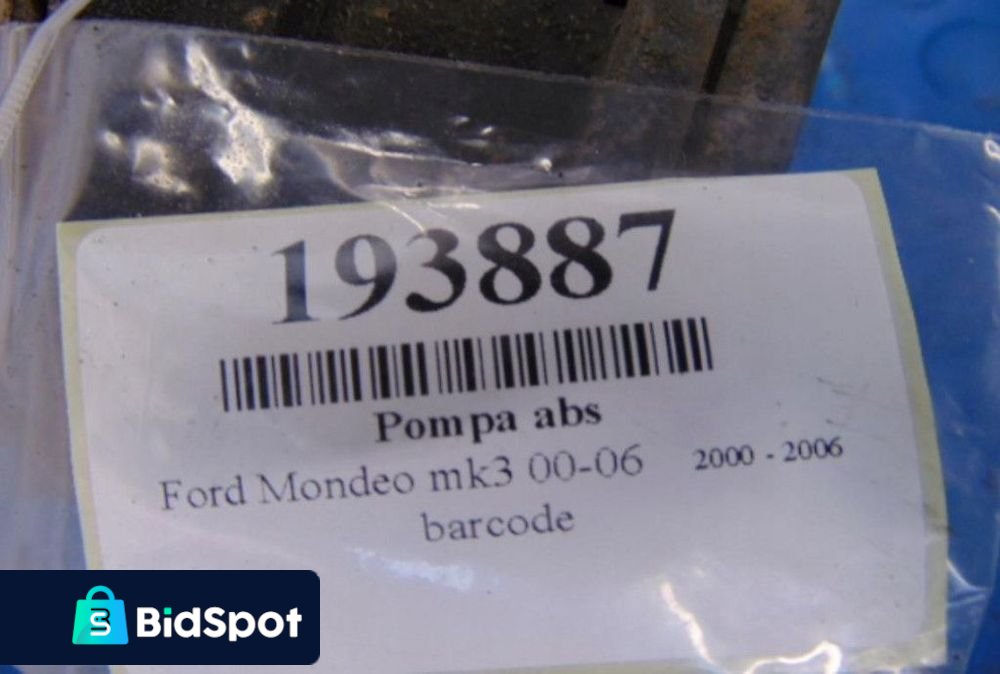 193887
Pompa abs
Ford Mondeo mk3 00-06 2000 - 2006
barcode
BidSpot